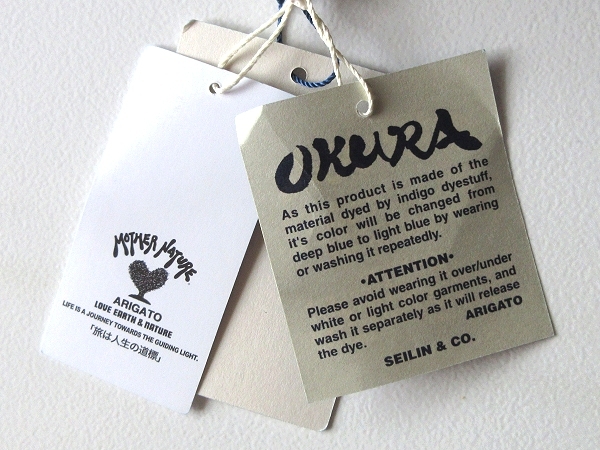 MOTHER NATURE
ARIGATO
LOVE EARTH & NATURE
LIFE IS A JOURNEY TOWARDS THE GUIDING LIGHT.
「旅は人生の道標」
OKURA
As this product is made of the
material dyed by indigo dyestuff,
it's color will be changed from
deep blue to light blue by wearing
or washing it repeatedly.
•ATTENTION•
Please avoid wearing it over/under
white or light color garments, and
wash it separately as it will release
the dye.
ARIGATO
SEILIN & CO.